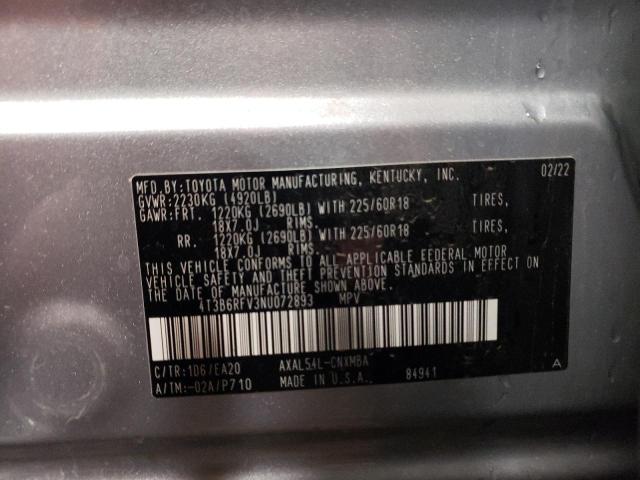 MFD.BY:TOYOTA MOTOR MANUFACTURING, KENTUCKY, INC. 02/22
GVWR:2230KG (4920LB)
GAWR:FRT. 1220KG (2690LB) WITH 225/60R18 TIRES,
18X7.0J RIMS,
RR. 1220KG (2690LB) WITH 225/60R18 TIRES,
18X7.0J RIMS,
THIS VEHICLE CONFORMS TO ALL APPLICABLE FEDERAL MOTOR
VEHICLE SAFETY AND THEFT PREVENTION STANDARDS IN EFFECT ON
THE DATE OF MANUFACTURE SHOWN ABOVE.
4T3B6RFV3NU072893 MPV
C/TR:1D6/EA20 AXAL54L-CNXMBA
A/TM:-02A/P710 MADE IN U.S.A. 84941 A